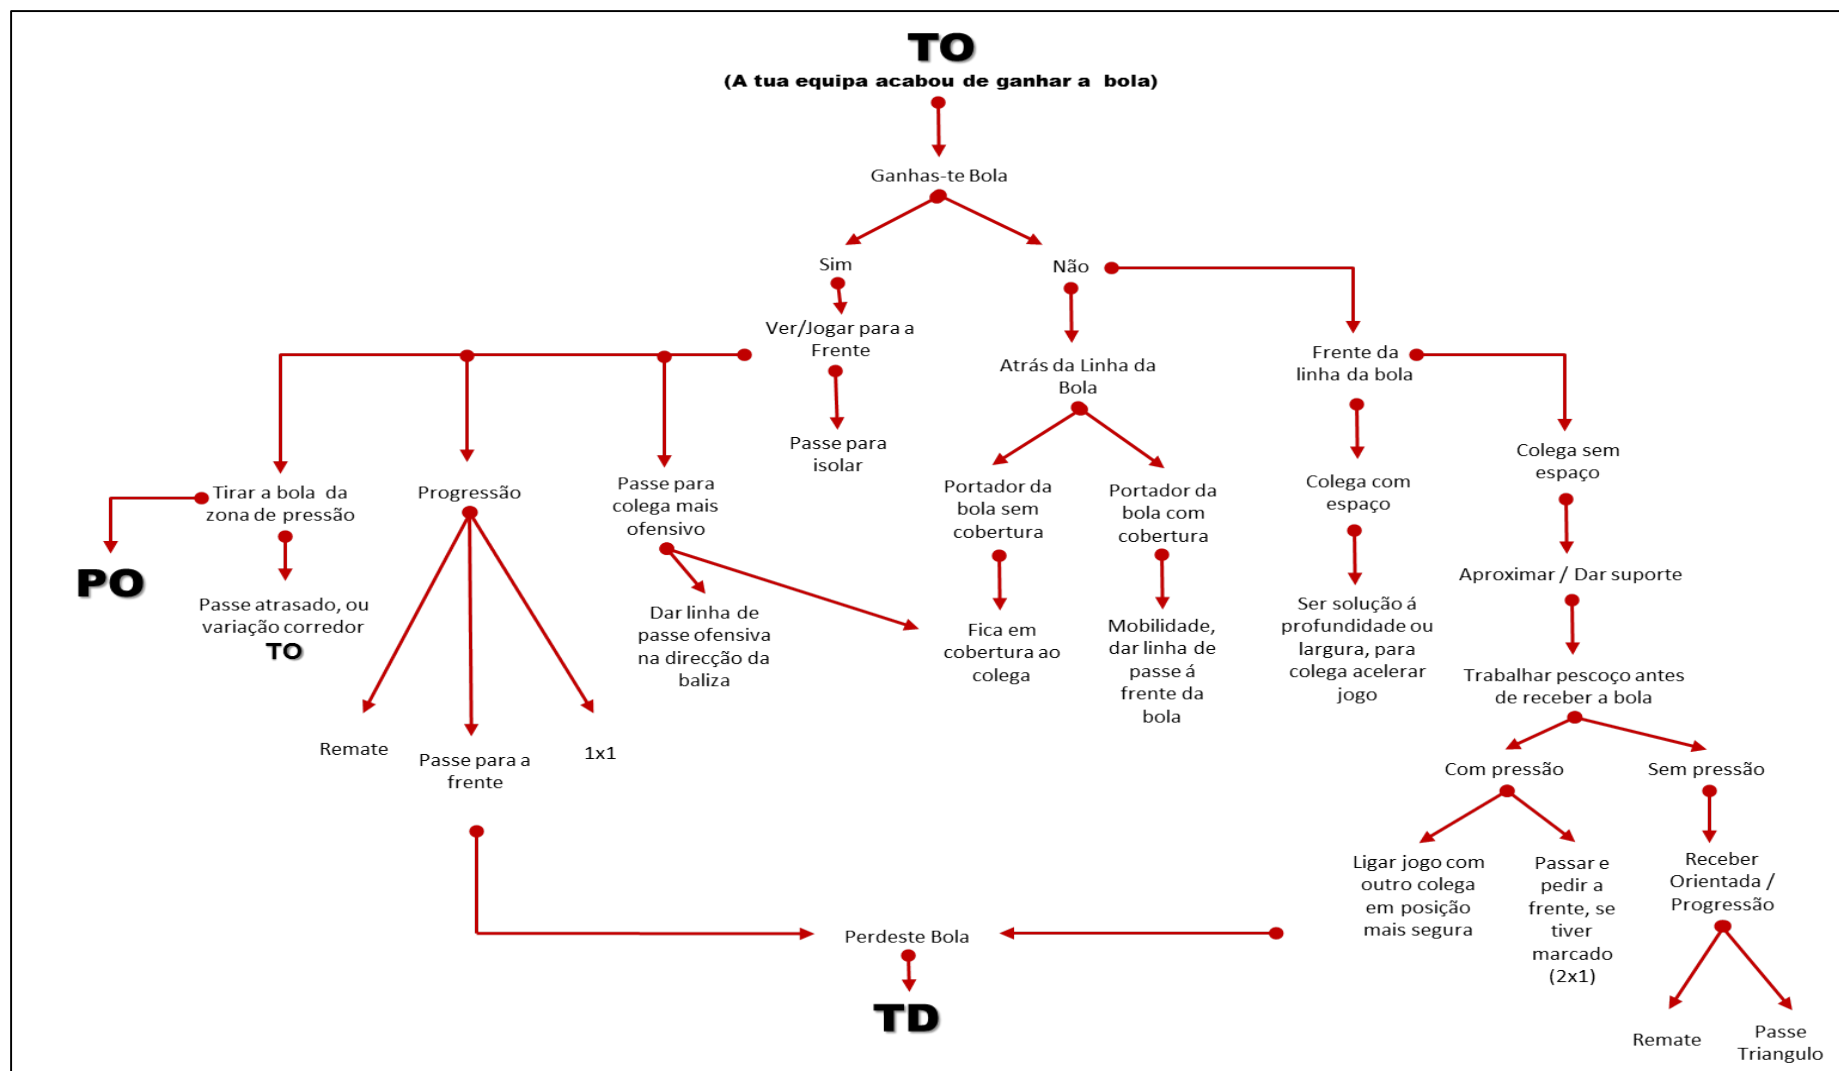 TO
(A tua equipa acabou de ganhar a bola)
Ganhas-te Bola
Sim
Não
Ver/Jogar para a
Frente
Atrás da Linha da
Bola
Frente da
linha da bola
Passe para
isolar
Colega sem
espaço
Tirar a bola da
zona de pressão
Progressão
Passe para
colega mais
ofensivo
Portador da
bola sem
cobertura
Portador da
bola com
cobertura
Colega com
espaço
PO
Passe atrasado, ou
variação corredor
TO
Dar linha de
passe ofensiva
na direcção da
baliza
Fica em
cobertura ao
colega
Mobilidade,
dar linha de
passe á
frente da
bola
Ser solução á
profundidade ou
largura, para
colega acelerar
jogo
Aproximar / Dar suporte
Trabalhar pescoço antes
de receber a bola
Remate
Passe para a
frente
1x1
Com pressão
Sem pressão
Ligar jogo com
outro colega
em posição
mais segura
Passar e
pedir a
frente, se
tiver
marcado
(2x1)
Receber
Orientada /
Progressão
Perdeste Bola
TD
Remate
Passe
Triangulo